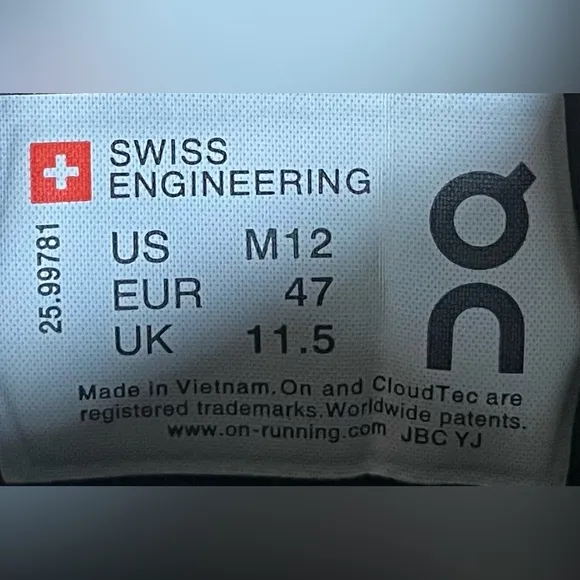 SWISS
ENGINEERING
25.99781
US M12
EUR 47
UK 11.5
on
Made in Vietnam.On and CloudTec are
registered trademarks.Worldwide patents.
www.on-running.com JBC YJ